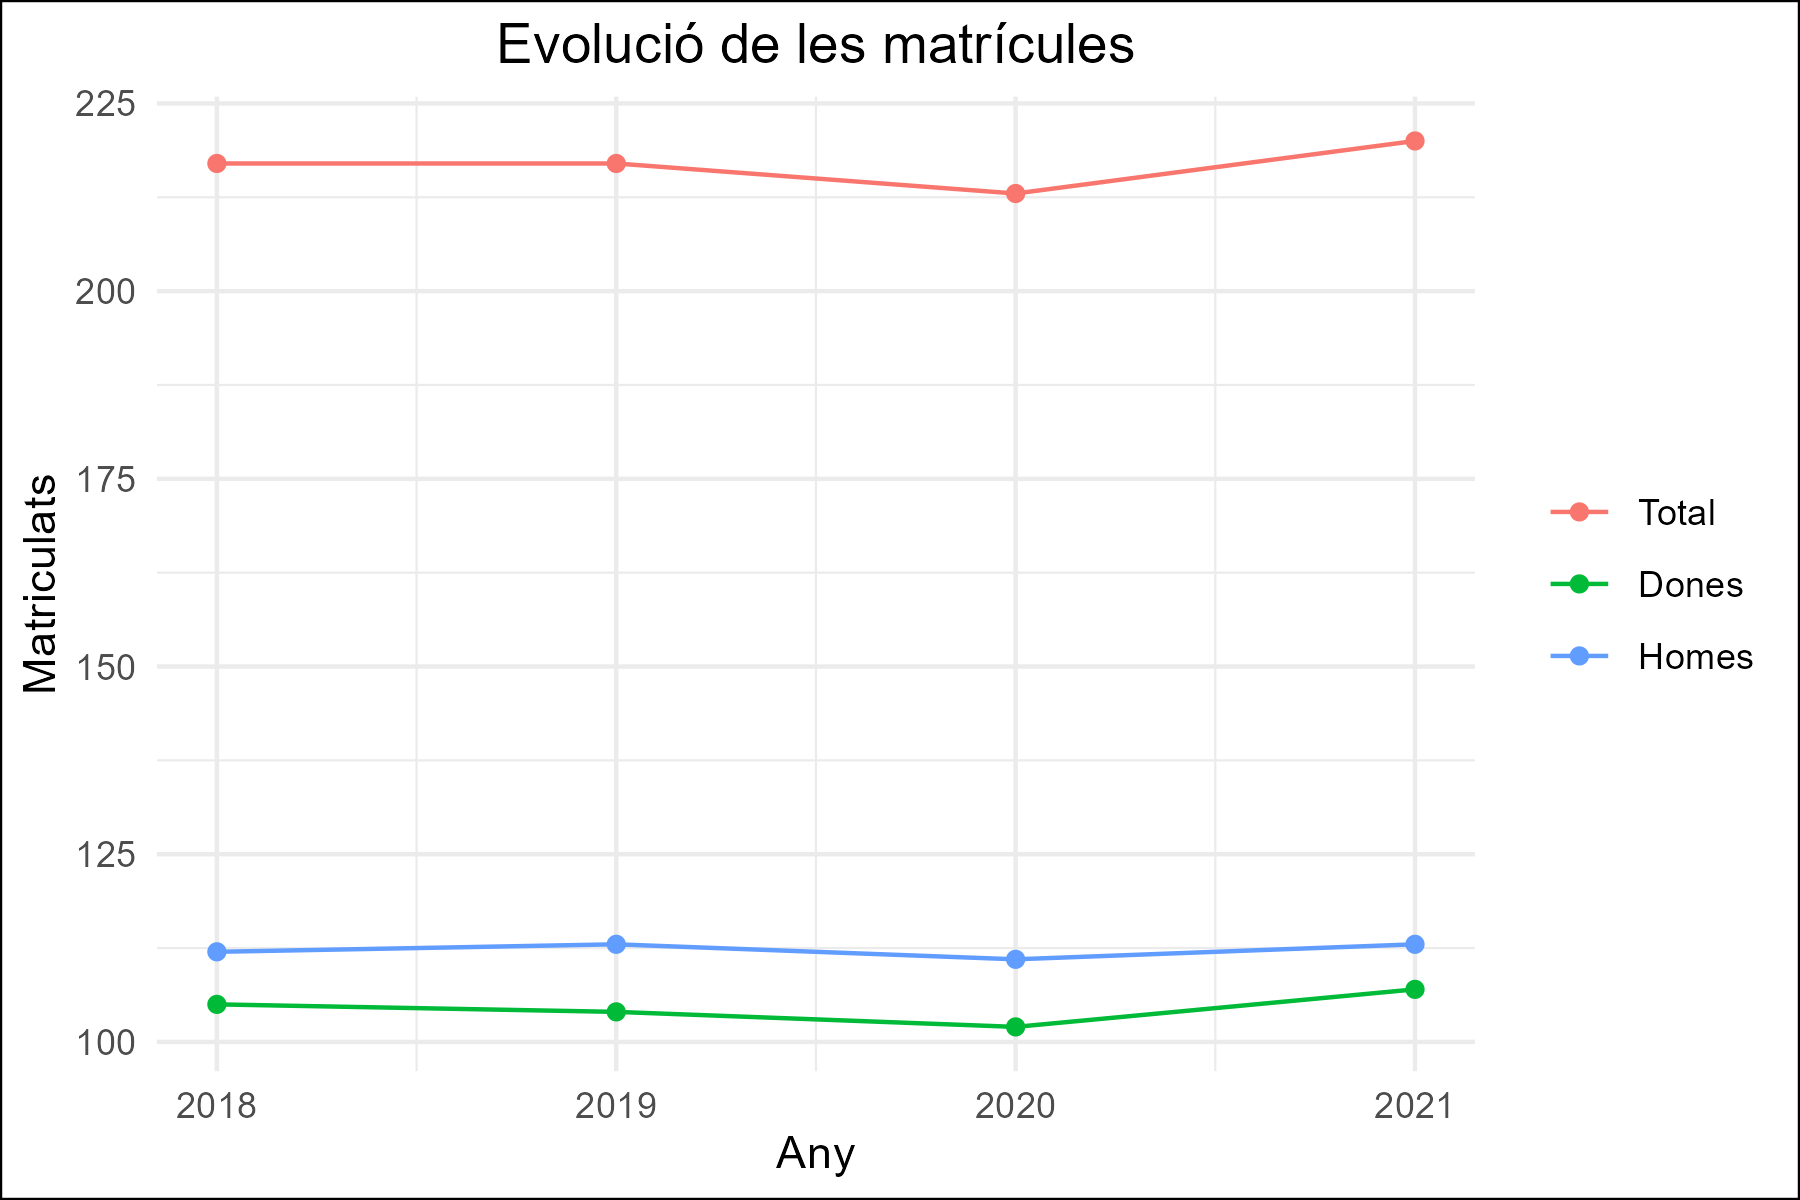 Evolució de les matrícules
225
200
175
150
125
100
Matriculats
2018 2019 2020 2021
Any
Total
Dones
Homes